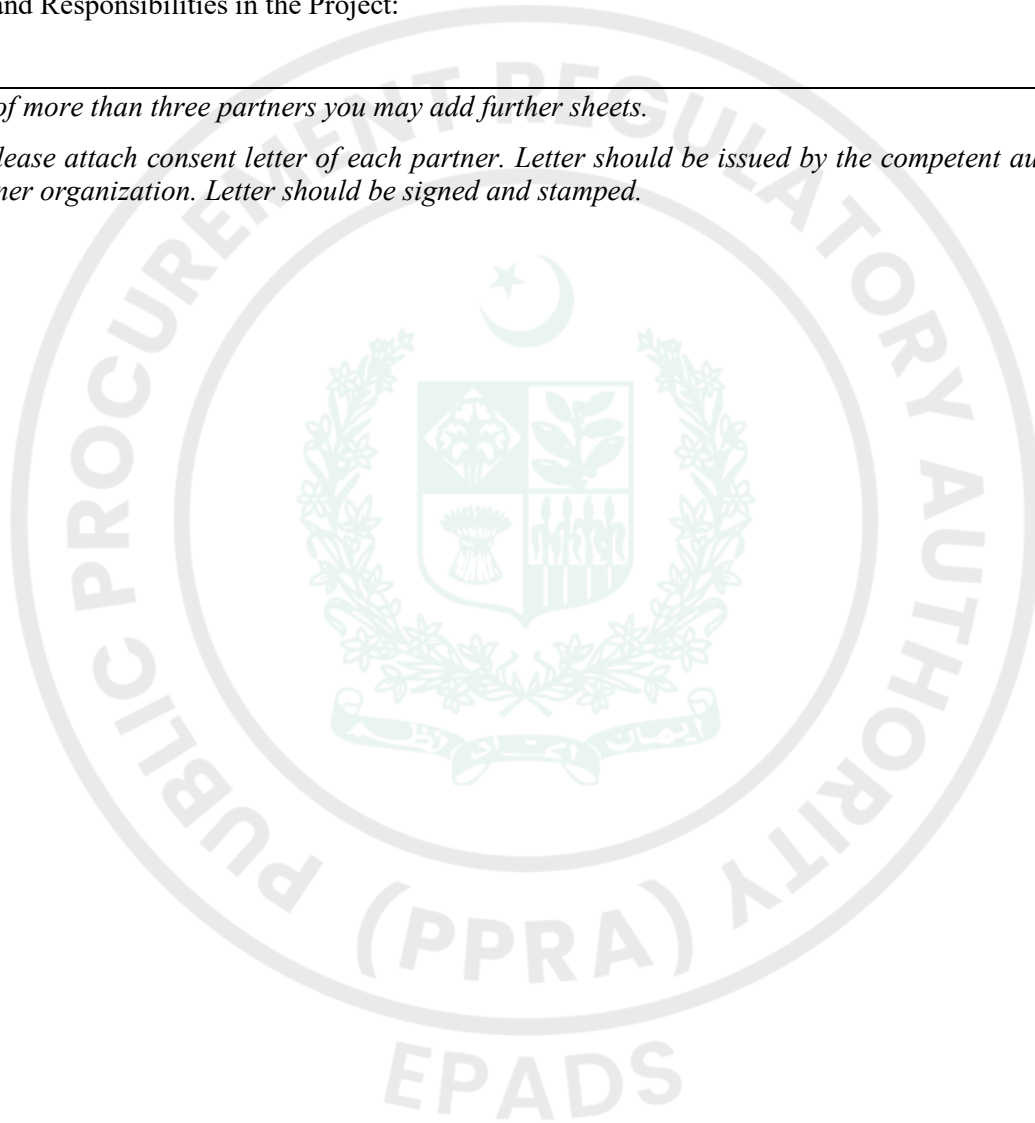 and Responsibilities in the Project:
of more than three partners you may add further sheets.
lease attach consent letter of each partner. Letter should be issued by the competent au
ner organization. Letter should be signed and stamped.
PUBLIC PROCUREMENT REGULATORY AUTHORITY
(PPRA)
EPADS